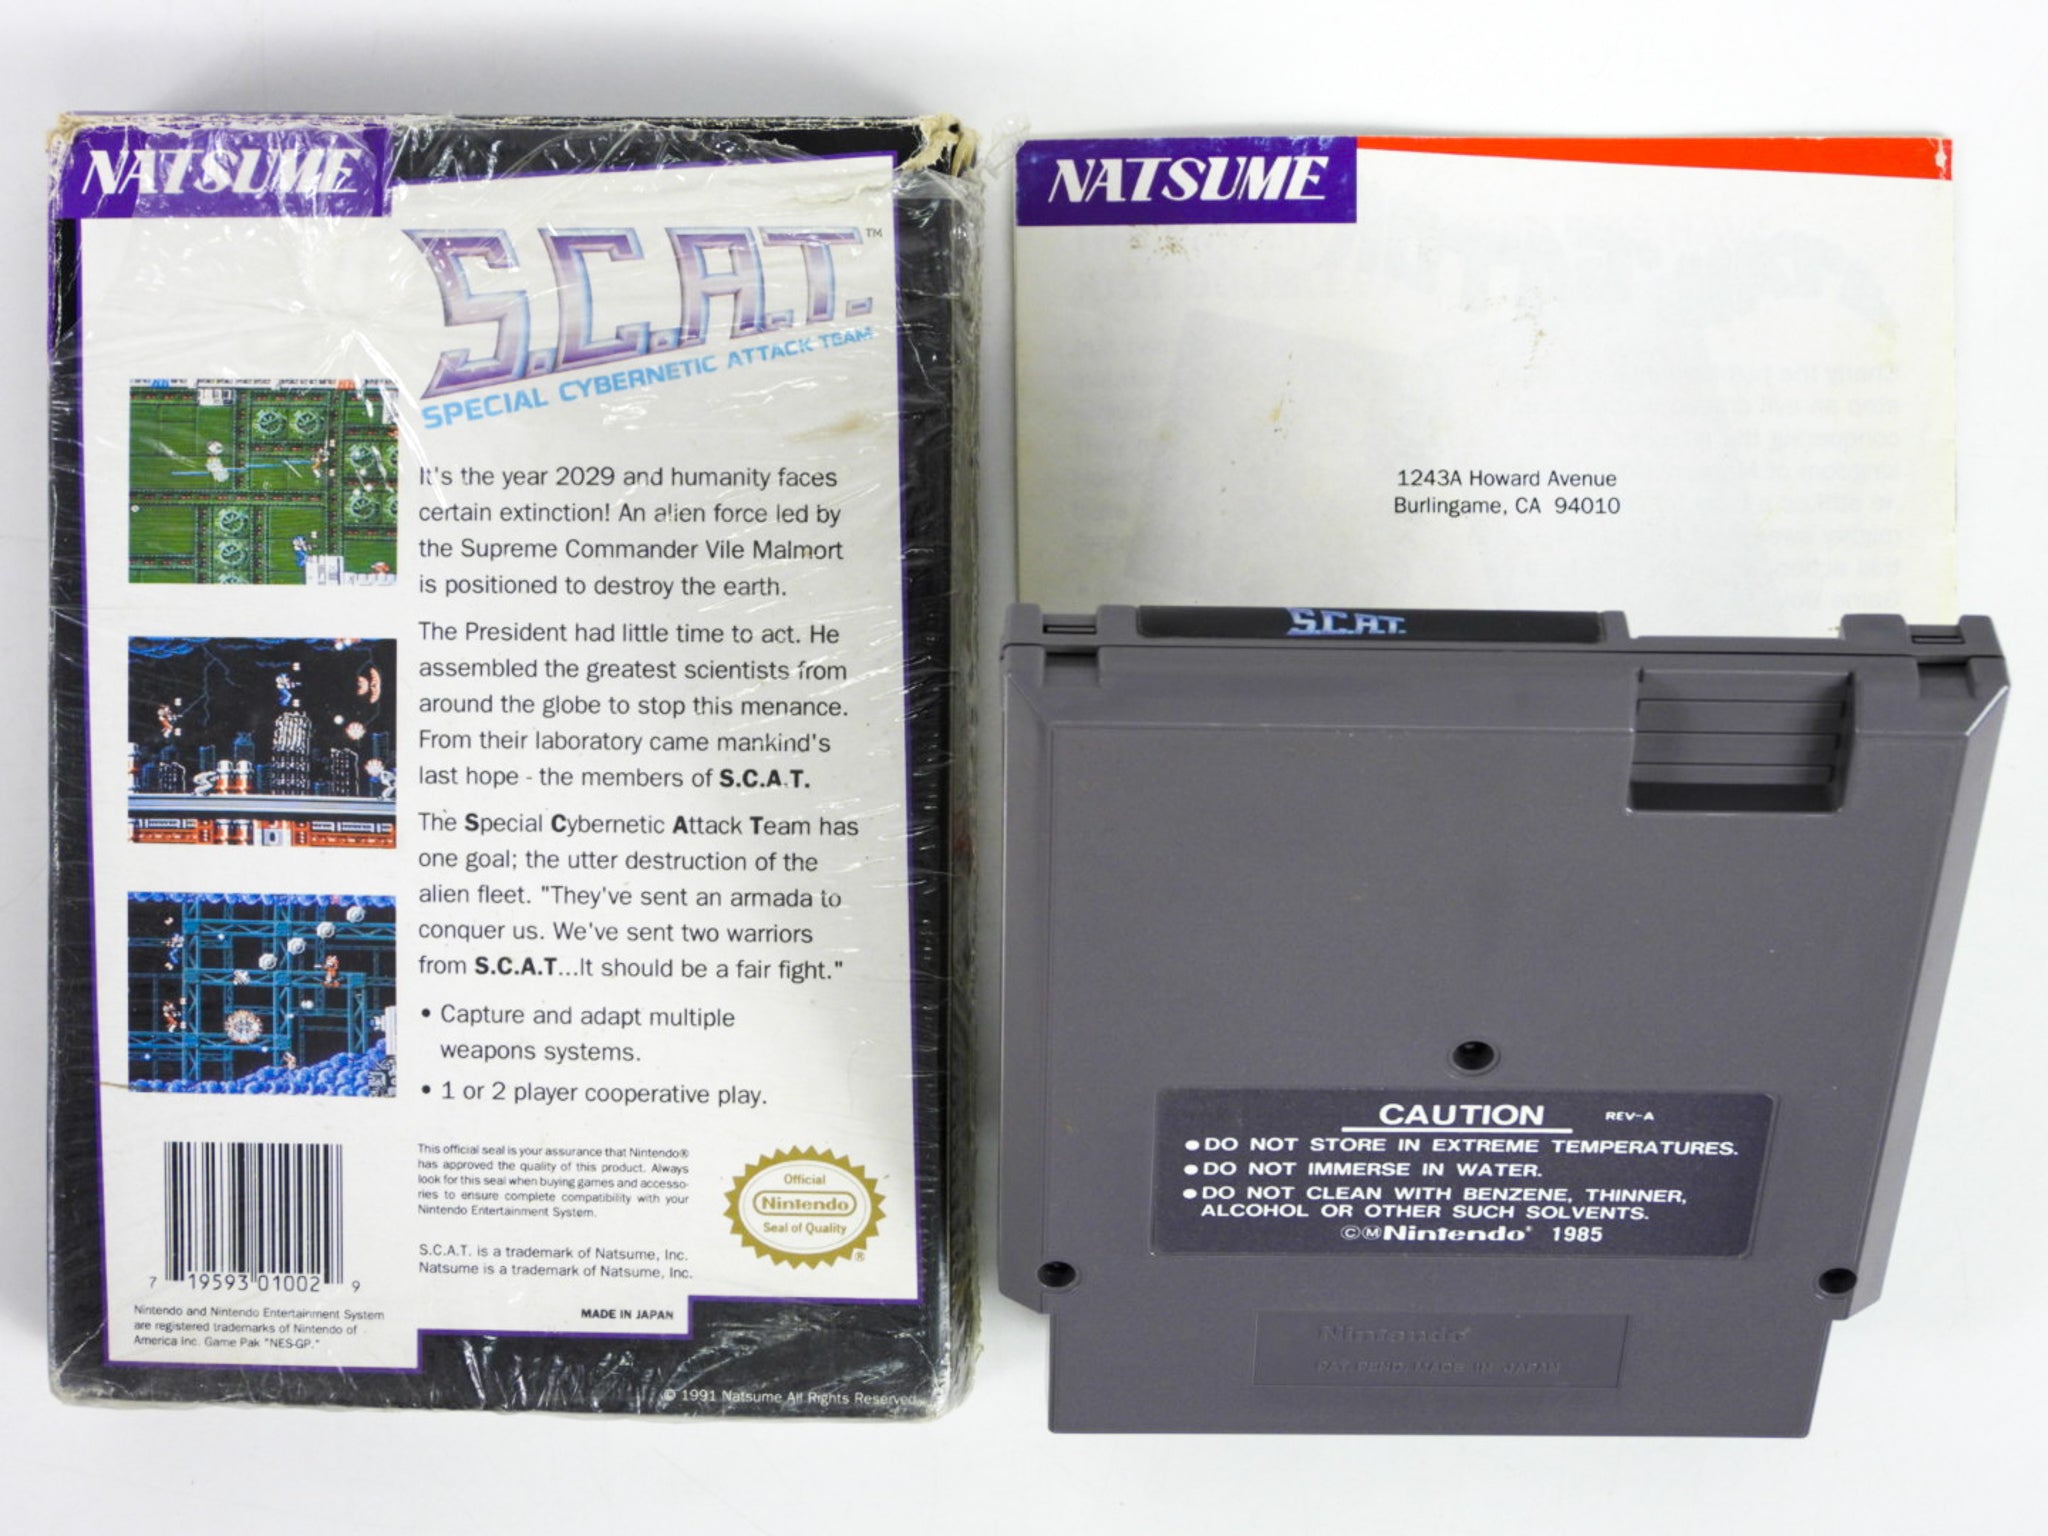 NATSUME
S.C.A.T.™
SPECIAL CYBERNETIC ATTACK TEAM
It's the year 2029 and humanity faces
certain extinction! An alien force led by
the Supreme Commander Vile Malmort
is positioned to destroy the earth.
The President had little time to act. He
assembled the greatest scientists from
around the globe to stop this menance.
From their laboratory came mankind's
last hope - the members of S.C.A.T.
The Special Cybernetic Attack Team has
one goal; the utter destruction of the
alien fleet. "They've sent an armada to
conquer us. We've sent two warriors
from S.C.A.T...It should be a fair fight."
• Capture and adapt multiple
weapons systems.
• 1 or 2 player cooperative play.
This official seal is your assurance that Nintendo®
has approved the quality of this product. Always
look for this seal when buying games and accesso-
ries to ensure complete compatibility with your
Nintendo Entertainment System.
Official
Nintendo
Seal of Quality
®
S.C.A.T. is a trademark of Natsume, Inc.
Natsume is a trademark of Natsume, Inc.
7 19593 01002 9
MADE IN JAPAN
Nintendo and Nintendo Entertainment System
are registered trademarks of Nintendo of
America Inc. Game Pak "NES-GP."
© 1991 Natsume All Rights Reserved.
NATSUME
1243A Howard Avenue
Burlingame, CA 94010
S.C.A.T.
CAUTION REV-A
●DO NOT STORE IN EXTREME TEMPERATURES.
●DO NOT IMMERSE IN WATER.
●DO NOT CLEAN WITH BENZENE, THINNER,
ALCOHOL OR OTHER SUCH SOLVENTS.
©Ⓜ Nintendo® 1985
Nintendo®
PAT. PEND. MADE IN JAPAN